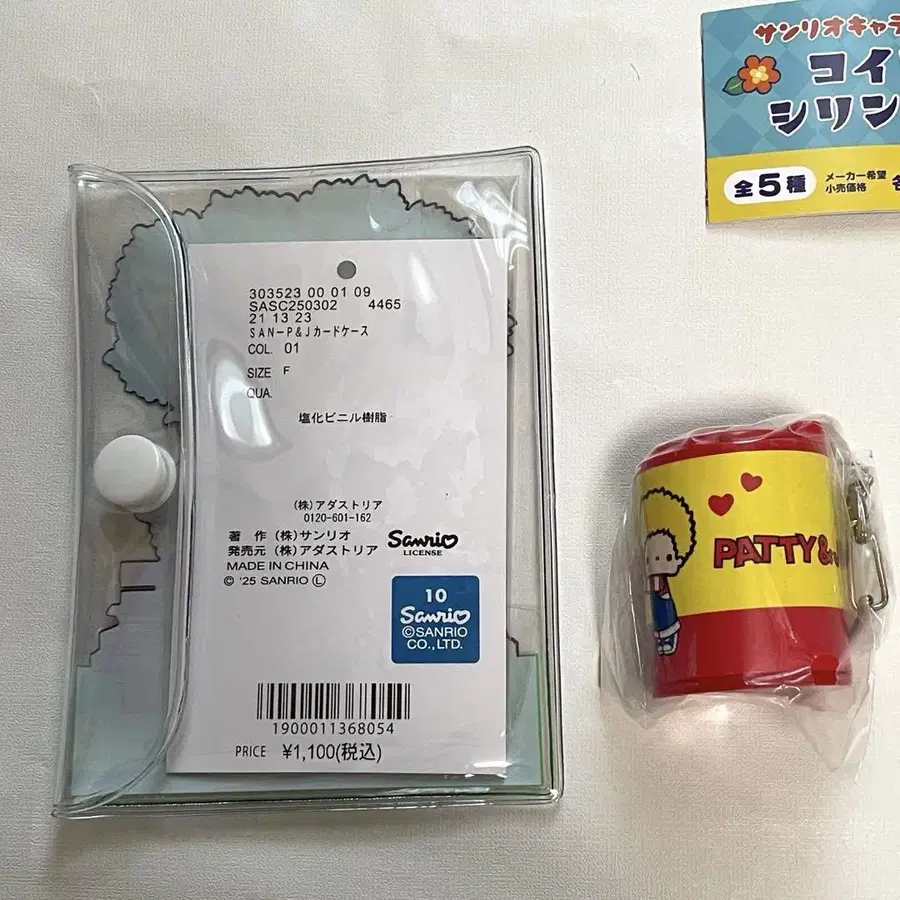 サンリオキャラ
コイ
シリン
全5種
メーカー希望
小売価格
303523 00 01 09
SASC250302 4465
21 13 23
SAN-P&Jカードケース
COL. 01
SIZE F
QUA.
塩化ビニル樹脂
(株)アダストリア
0120-601-162
著 作 (株)サンリオ
発売元 (株)アダストリア
MADE IN CHINA
© '25 SANRIO Ⓛ
Sanrio
LICENSE
10
Sanrio
©SANRIO
CO.,LTD.
1900011368054
PRICE ¥1,100(税込)
PATTY&